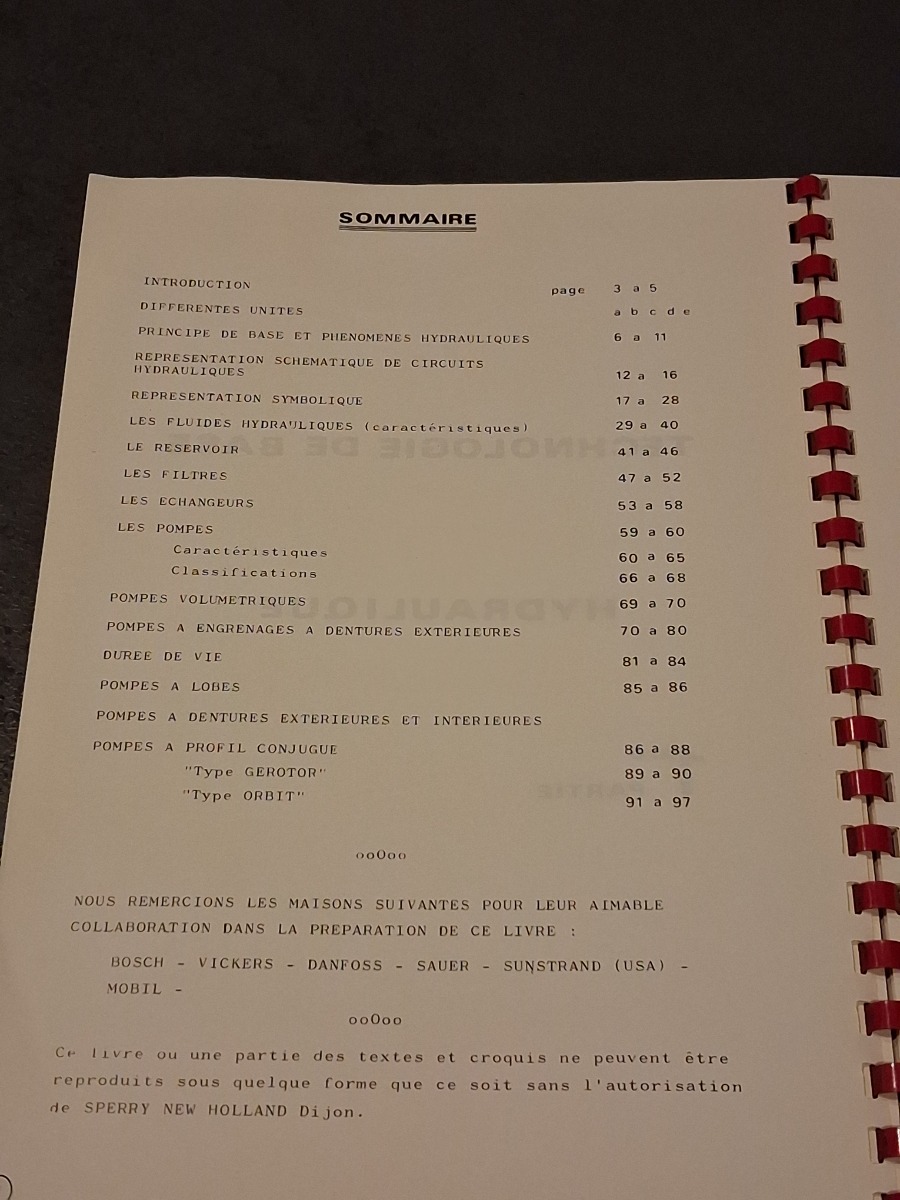 SOMMAIRE
INTRODUCTION page 3 a 5
DIFFERENTES UNITES a b c d e
PRINCIPE DE BASE ET PHENOMENES HYDRAULIQUES 6 a 11
REPRESENTATION SCHEMATIQUE DE CIRCUITS
HYDRAULIQUES 12 a 16
REPRESENTATION SYMBOLIQUE 17 a 28
LES FLUIDES HYDRAULIQUES (caractéristiques) 29 a 40
LE RESERVOIR 41 a 46
LES FILTRES 47 a 52
LES ECHANGEURS 53 a 58
LES POMPES 59 a 60
Caractéristiques 60 a 65
Classifications 66 a 68
POMPES VOLUMETRIQUES 69 a 70
POMPES A ENGRENAGES A DENTURES EXTERIEURES 70 a 80
DUREE DE VIE 81 a 84
POMPES A LOBES 85 a 86
POMPES A DENTURES EXTERIEURES ET INTERIEURES
POMPES A PROFIL CONJUGUE 86 a 88
"Type GEROTOR" 89 a 90
"Type ORBIT" 91 a 97
ooOoo
NOUS REMERCIONS LES MAISONS SUIVANTES POUR LEUR AIMABLE
COLLABORATION DANS LA PREPARATION DE CE LIVRE :
BOSCH - VICKERS - DANFOSS - SAUER - SUNSTRAND (USA) -
MOBIL -
ooOoo
Ce livre ou une partie des textes et croquis ne peuvent être
reproduits sous quelque forme que ce soit sans l'autorisation
de SPERRY NEW HOLLAND Dijon.